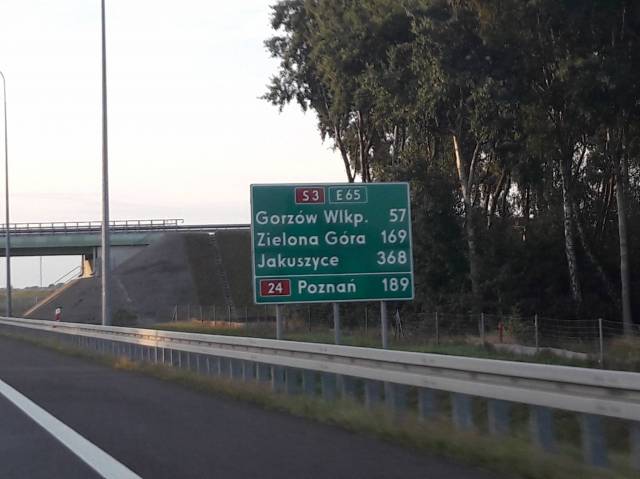 S3 E65
Gorzów Wlkp. 57
Zielona Góra 169
Jakuszyce 368
24 Poznań 189